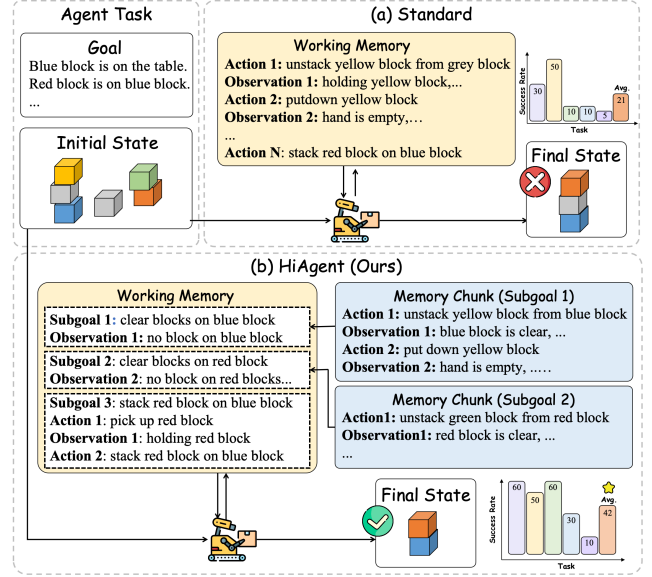 Agent Task
Goal
Blue block is on the table.
Red block is on blue block.
...
Initial State
(a) Standard
Working Memory
Action 1: unstack yellow block from grey block
Observation 1: holding yellow block,...
Action 2: putdown yellow block
Observation 2: hand is empty,...
...
Action N: stack red block on blue block
Success Rate
30
50
10
10
5
Avg.
21
Task
Final State
(b) HiAgent (Ours)
Working Memory
Subgoal 1: clear blocks on blue block
Observation 1: no block on blue block
Subgoal 2: clear blocks on red block
Observation 2: no block on red blocks...
Subgoal 3: stack red block on blue block
Action 1: pick up red block
Observation 1: holding red block
Action 2: stack red block on blue block
Memory Chunk (Subgoal 1)
Action 1: unstack yellow block from blue block
Observation 1: blue block is clear, ...
Action 2: put down yellow block
Observation 2: hand is empty, .....
Memory Chunk (Subgoal 2)
Action1: unstack green block from red block
Observation1: red block is clear, ...
...
Final State
Success Rate
60
50
60
30
10
Avg.
42
Task